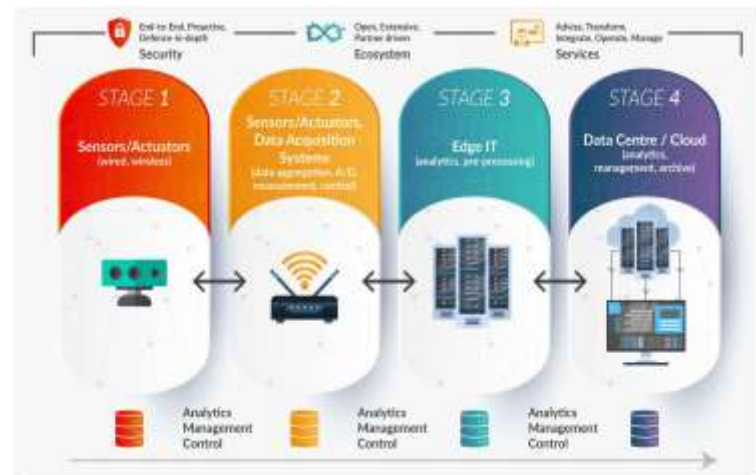 End-to-End, Proactive,
Defence-in-depth
Security
Open, Extensive,
Partner driven
Ecosystem
Advise, Transform,
Integrate, Operate, Manage
Services
STAGE 1
Sensors/Actuators
(wired, wireless)
STAGE 2
Sensors/Actuators,
Data Acquisition
Systems
(data aggregation, A/D,
measurement, control)
STAGE 3
Edge IT
(analytics, pre-processing)
STAGE 4
Data Centre / Cloud
(analytics,
management, archive)
Analytics
Management
Control
Analytics
Management
Control
Analytics
Management
Control